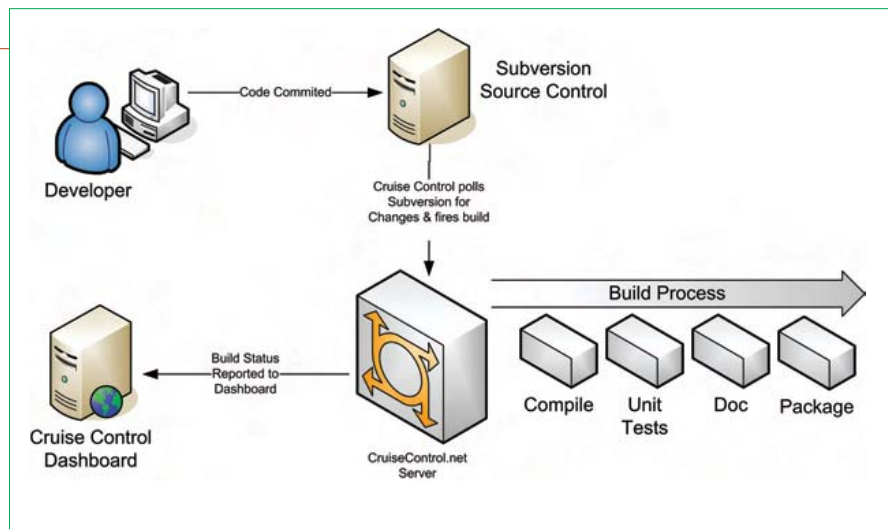 Developer
Code Commited
Subversion
Source Control
Cruise Control polls
Subversion for
Changes & fires build
Build Process
Compile
Unit
Tests
Doc
Package
Build Status
Reported to
Dashboard
Cruise Control
Dashboard
CruiseControl.net
Server